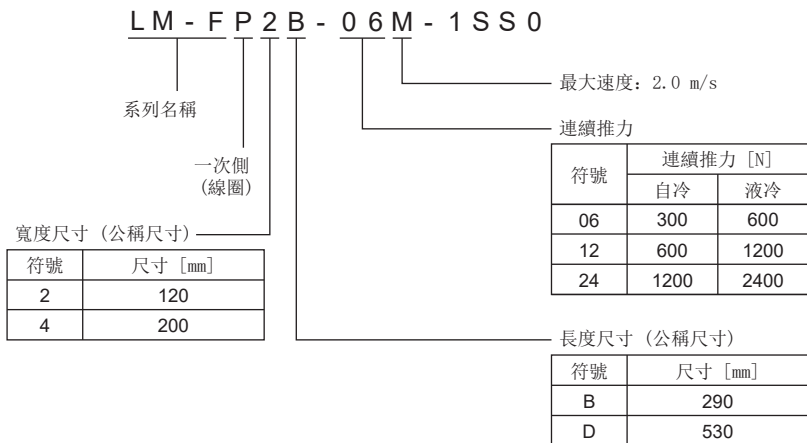 LM-FP2B-06M-1SS0
最大速度：2.0 m/s
系列名稱
連續推力
一次側
（線圈）
符號 連續推力 [N]
自冷 液冷
06 300 600
12 600 1200
24 1200 2400
寬度尺寸（公稱尺寸）
符號 尺寸 [mm]
2 120
4 200
長度尺寸（公稱尺寸）
符號 尺寸 [mm]
B 290
D 530